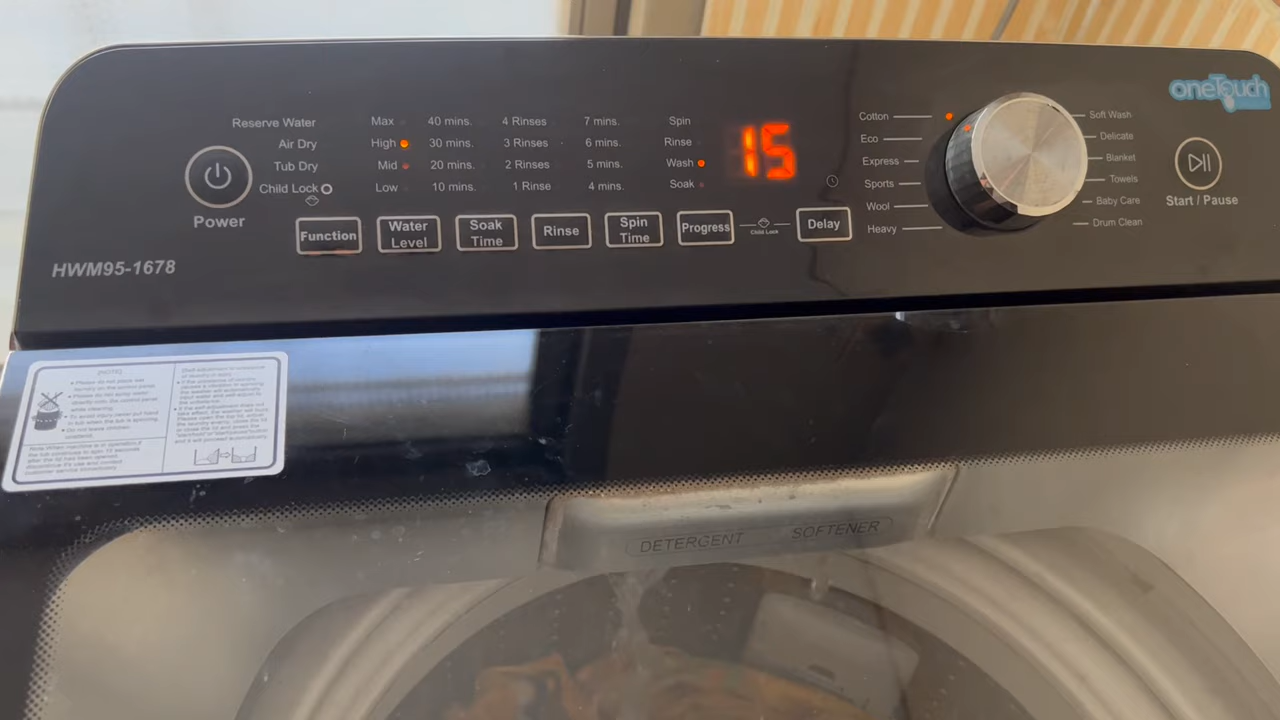 oneTouch
Reserve Water
Air Dry
Tub Dry
Child Lock
Power
Max
High
Mid
Low
40 mins.
30 mins.
20 mins.
10 mins.
4 Rinses
3 Rinses
2 Rinses
1 Rinse
7 mins.
6 mins.
5 mins.
4 mins.
Spin
Rinse
Wash
Soak
15
Cotton
Eco
Express
Sports
Wool
Heavy
Soft Wash
Delicate
Blanket
Towels
Baby Care
Drum Clean
Start / Pause
Function
Water
Level
Soak
Time
Rinse
Spin
Time
Progress
Child Lock
Delay
HWM95-1678
[NOTE]
DETERGENT
SOFTENER